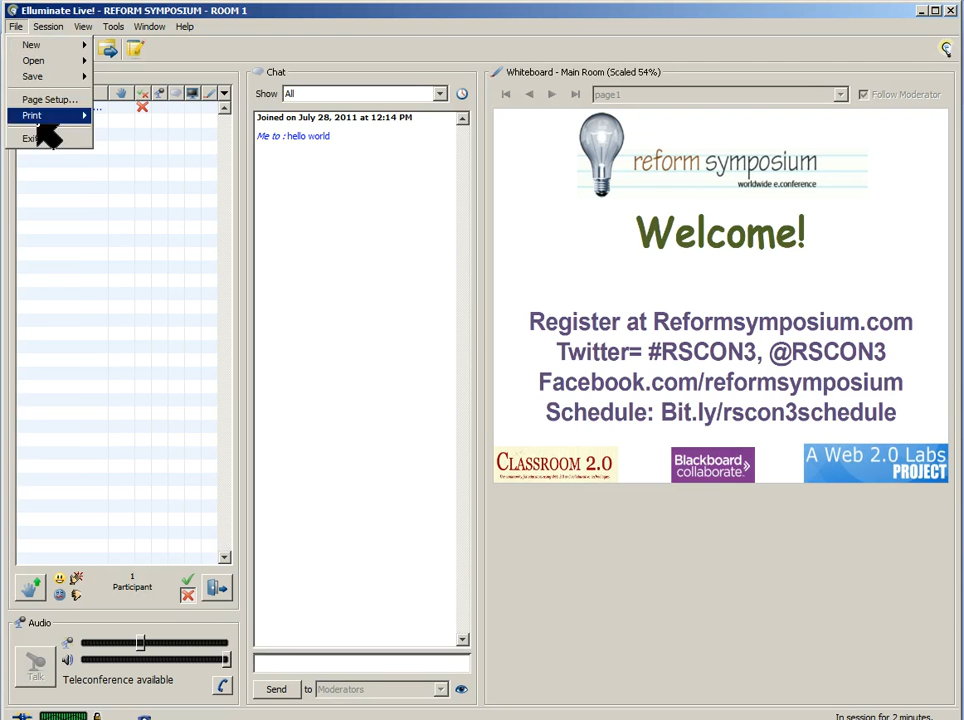 Elluminate Live! - REFORM SYMPOSIUM - ROOM 1
File Session View Tools Window Help
New
Open
Save
Page Setup...
Print
...
Chat
Show All
Joined on July 28, 2011 at 12:14 PM
Me to : hello world
Whiteboard - Main Room (Scaled 54%)
page1
Follow Moderator
reform symposium
worldwide e.conference
Welcome!
Register at Reformsymposium.com
Twitter= #RSCON3, @RSCON3
Facebook.com/reformsymposium
Schedule: Bit.ly/rscon3schedule
CLASSROOM 2.0
Blackboard
collaborate
A Web 2.0 Labs
PROJECT
1
Participant
Audio
Talk
Teleconference available
Send to Moderators
In session for 2 minutes.